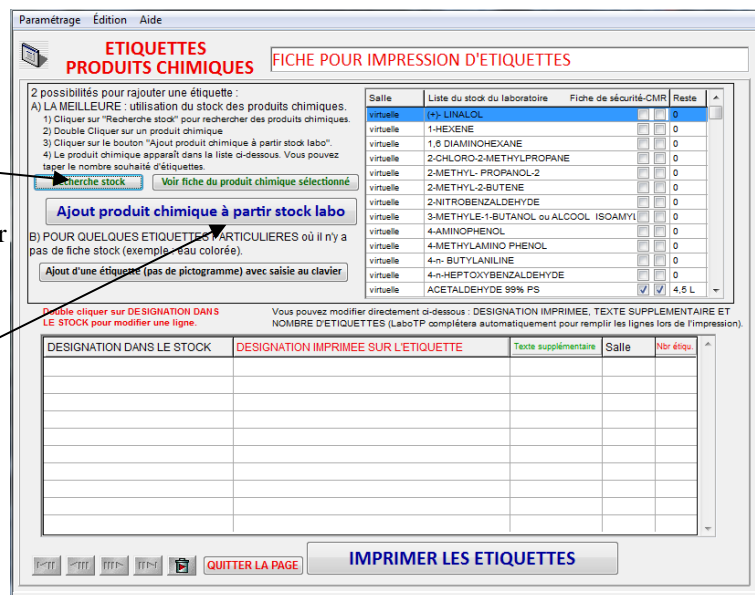 Paramétrage Édition Aide
ETIQUETTES
PRODUITS CHIMIQUES
FICHE POUR IMPRESSION D'ETIQUETTES
2 possibilités pour rajouter une étiquette :
A) LA MEILLEURE : utilisation du stock des produits chimiques.
1) Cliquer sur "Recherche stock" pour rechercher des produits chimiques.
2) Double Cliquer sur un produit chimique
3) Cliquer sur le bouton "Ajout produit chimique à partir stock labo".
4) Le produit chimique apparaît dans la liste ci-dessous. Vous pouvez
taper le nombre souhaité d'étiquettes.
Recherche stock Voir fiche du produit chimique sélectionné
Ajout produit chimique à partir stock labo
r
B) POUR QUELQUES ETIQUETTES PARTICULIERES où il n'y a
pas de fiche stock (exemple : eau colorée).
Ajout d'une étiquette (pas de pictogramme) avec saisie au clavier
Salle Liste du stock du laboratoire Fiche de sécurité-CMR Reste
virtuelle (+)- LINALOL 0
virtuelle 1-HEXENE 0
virtuelle 1,6 DIAMINOHEXANE 0
virtuelle 2-CHLORO-2-METHYLPROPANE 0
virtuelle 2-METHYL- PROPANOL-2 0
virtuelle 2-METHYL-2-BUTENE 0
virtuelle 2-NITROBENZALDEHYDE 0
virtuelle 3-METHYLE-1-BUTANOL ou ALCOOL ISOAMYL 0
virtuelle 4-AMINOPHENOL 0
virtuelle 4-METHYLAMINO PHENOL 0
virtuelle 4-n- BUTYLANILINE 0
virtuelle 4-n-HEPTOXYBENZALDEHYDE 0
virtuelle ACETALDEHYDE 99% PS 4,5 L
Double cliquer sur DESIGNATION DANS
LE STOCK pour modifier une ligne.
Vous pouvez modifier directement ci-dessous : DESIGNATION IMPRIMEE, TEXTE SUPPLEMENTAIRE ET
NOMBRE D'ETIQUETTES (LaboTP complétera automatiquement pour remplir les lignes lors de l'impression).
DESIGNATION DANS LE STOCK DESIGNATION IMPRIMEE SUR L'ETIQUETTE Texte supplémentaire Salle Nbr étiqu.
QUITTER LA PAGE
IMPRIMER LES ETIQUETTES